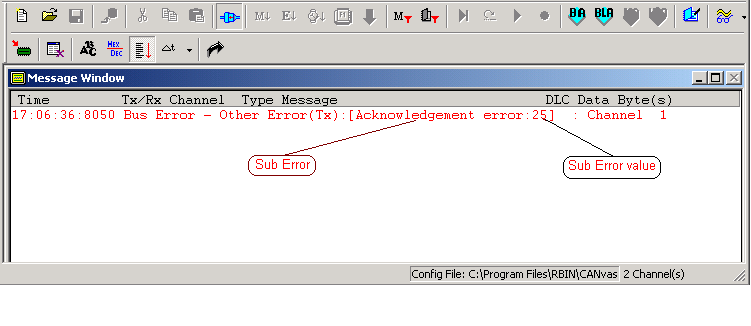 M↓ E↓ F1 M
BA BLA
AC HEX DEC Δt
Message Window
Time Tx/Rx Channel Type Message DLC Data Byte(s)
17:06:36:8050 Bus Error - Other Error(Tx):[Acknowledgement error:25] : Channel 1
Sub Error Sub Error value
Config File: C:\Program Files\RBIN\CANvas 2 Channel(s)